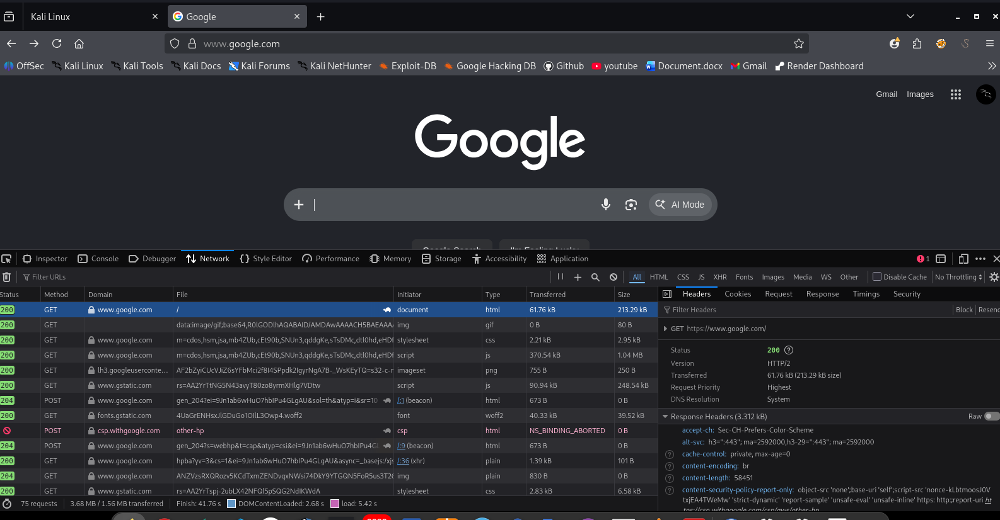 Kali Linux
Google
www.google.com
OffSec Kali Linux Kali Tools Kali Docs Kali Forums Kali NetHunter Exploit-DB Google Hacking DB Github youtube Document.docx Gmail Render Dashboard
Gmail Images
Google
AI Mode
Google Search I'm Feeling Lucky
Inspector Console Debugger Network Style Editor Performance Memory Storage Accessibility Application 1
Filter URLs All HTML CSS JS XHR Fonts Images Media WS Other Disable Cache No Throttling
Status Method Domain File Initiator Type Transferred Size
200 GET www.google.com / document html 61.76 kB 213.29 kB
200 GET data:image/gif;base64,R0lGODlhAQABAID/AMDAwAAAACH5BAEAAA img gif 0 B 80 B
200 GET www.google.com m=cdos,hsm,jsa,mb4ZUb,cEt90b,SNUn3,qddgKe,sTsDMc,dtl0hd,eHDf stylesheet css 2.21 kB 2.95 kB
200 GET www.google.com m=cdos,hsm,jsa,mb4ZUb,cEt90b,SNUn3,qddgKe,sTsDMc,dtl0hd,eHDf script js 370.54 kB 1.04 MB
200 GET lh3.googleuserconte... AF2bZyiCUcVJiZ6sYFbMci2f8I4SPpdk2IgyrNgA7B-_WsKEyTQ=s32-c-r imageset png 755 B 250 B
200 GET www.gstatic.com rs=AA2YrTtNG5N43avyT80zo8yrmXHlg7VDtw script js 90.94 kB 248.54 kB
204 POST www.google.com gen_204?ei=9Jn1ab6wHuO7hbIPu4GLgAU&sol=th&atyp=i&sr=10 /:1 (beacon) html 673 B 0 B
200 GET fonts.gstatic.com 4UaGrENHsxJlGDuGo1OIlL3Owp4.woff2 font woff2 40.33 kB 39.52 kB
POST csp.withgoogle.com other-hp csp html NS_BINDING_ABORTED 0 B
204 POST www.google.com gen_204?s=webhp&t=cap&atyp=csi&ei=9Jn1ab6wHuO7hbIPu4GL /:9 (beacon) html 673 B 0 B
200 GET www.google.com hpba?yv=3&cs=1&ei=9Jn1ab6wHuO7hbIPu4GLgAU&async=_basejs:/xjs /:36 (xhr) plain 1.39 kB 101 B
204 GET www.google.com ANZVzsRXQRozv5KCdTxmZENDvqxNWsi74DkY9YTGQN5FoR5us3T26 img plain 830 B 0 B
200 GET www.gstatic.com rs=AA2YrTspj-2ubLX42NFQl5pSQG2NdIKWdA stylesheet css 2.83 kB 6.58 kB
75 requests 3.68 MB / 1.56 MB transferred Finish: 41.76 s DOMContentLoaded: 2.68 s load: 5.42 s
Headers Cookies Request Response Timings Security
Filter Headers Block Resend
GET https://www.google.com/
Status 200
Version HTTP/2
Transferred 61.76 kB (213.29 kB size)
Request Priority Highest
DNS Resolution System
Response Headers (3.312 kB) Raw
accept-ch: Sec-CH-Prefers-Color-Scheme
alt-svc: h3=":443"; ma=2592000,h3-29=":443"; ma=2592000
cache-control: private, max-age=0
content-encoding: br
content-length: 58451
content-security-policy-report-only: object-src 'none';base-uri 'self';script-src 'nonce-kLbtmoosJ0V
txjEA4TWeMw' 'strict-dynamic' 'report-sample' 'unsafe-eval' 'unsafe-inline' https: http:;report-uri ht
tps://csp.withgoogle.com/csp/gws/other-hp